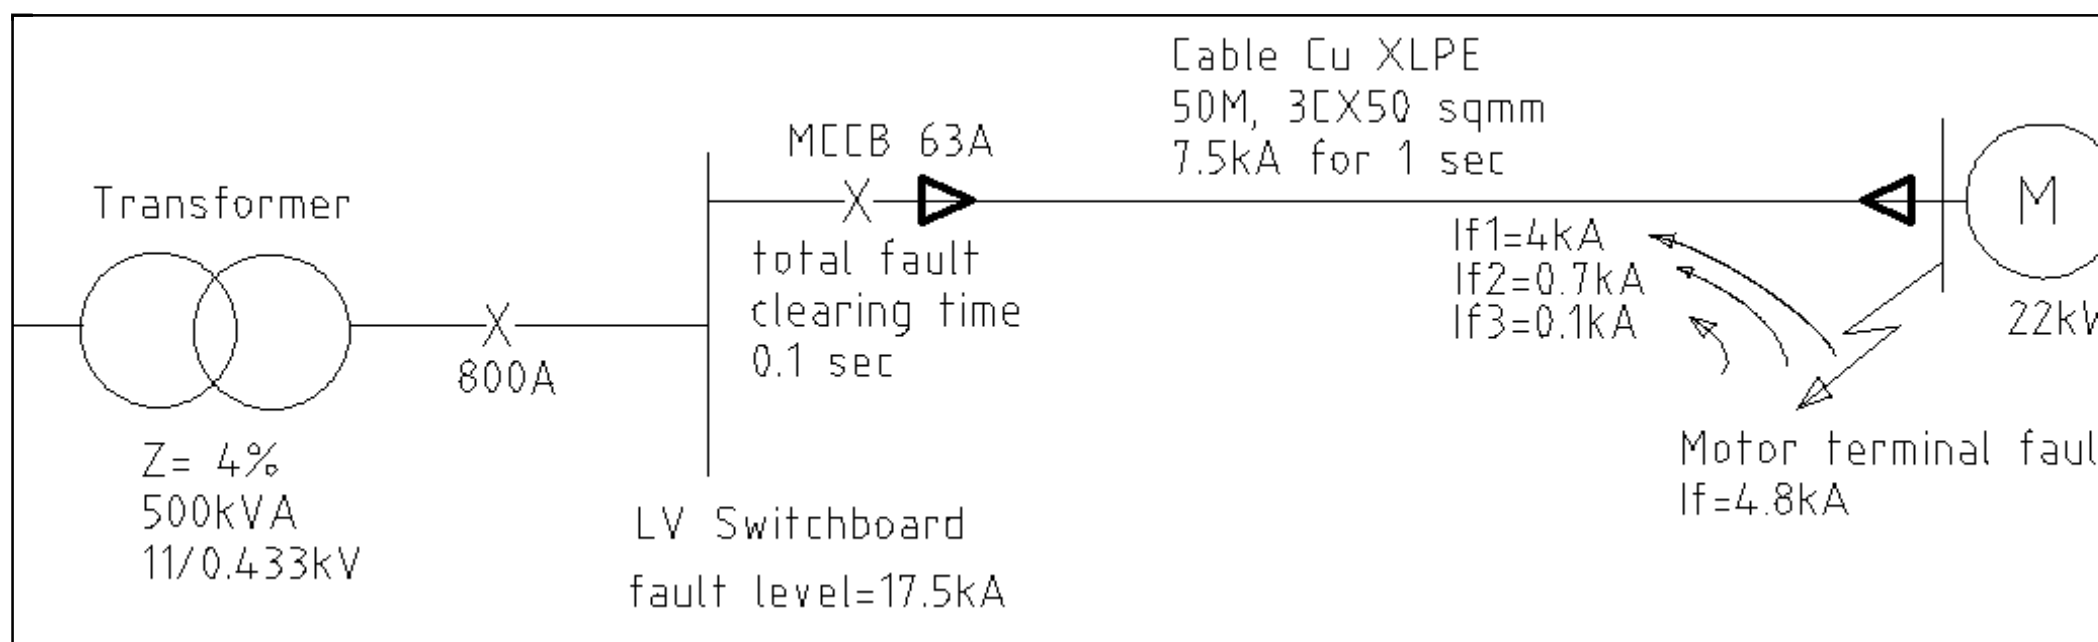 Transformer
Z= 4%
500kVA
11/0.433kV
800A
LV Switchboard
fault level=17.5kA
MCCB 63A
total fault
clearing time
0.1 sec
Cable Cu XLPE
50M, 3CX50 sqmm
7.5kA for 1 sec
If1=4kA
If2=0.7kA
If3=0.1kA
M
22k
Motor terminal faul
If=4.8kA